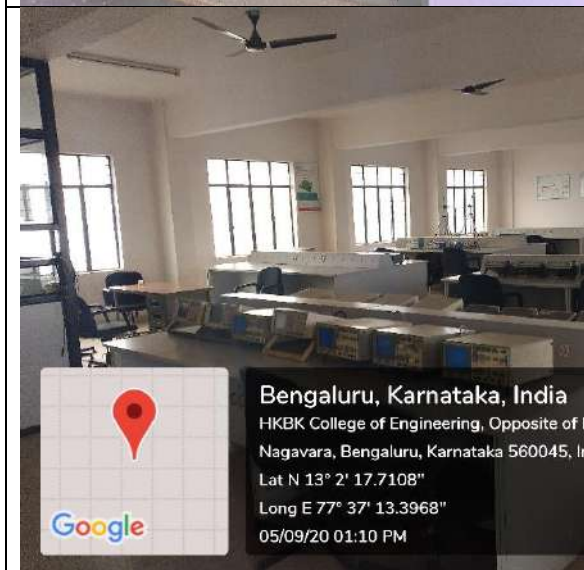 Bengaluru, Karnataka, India
HKBK College of Engineering, Opposite of
Nagavara, Bengaluru, Karnataka 560045,
Lat N 13° 2' 17.7108"
Long E 77° 37' 13.3968"
05/09/20 01:10 PM
Google